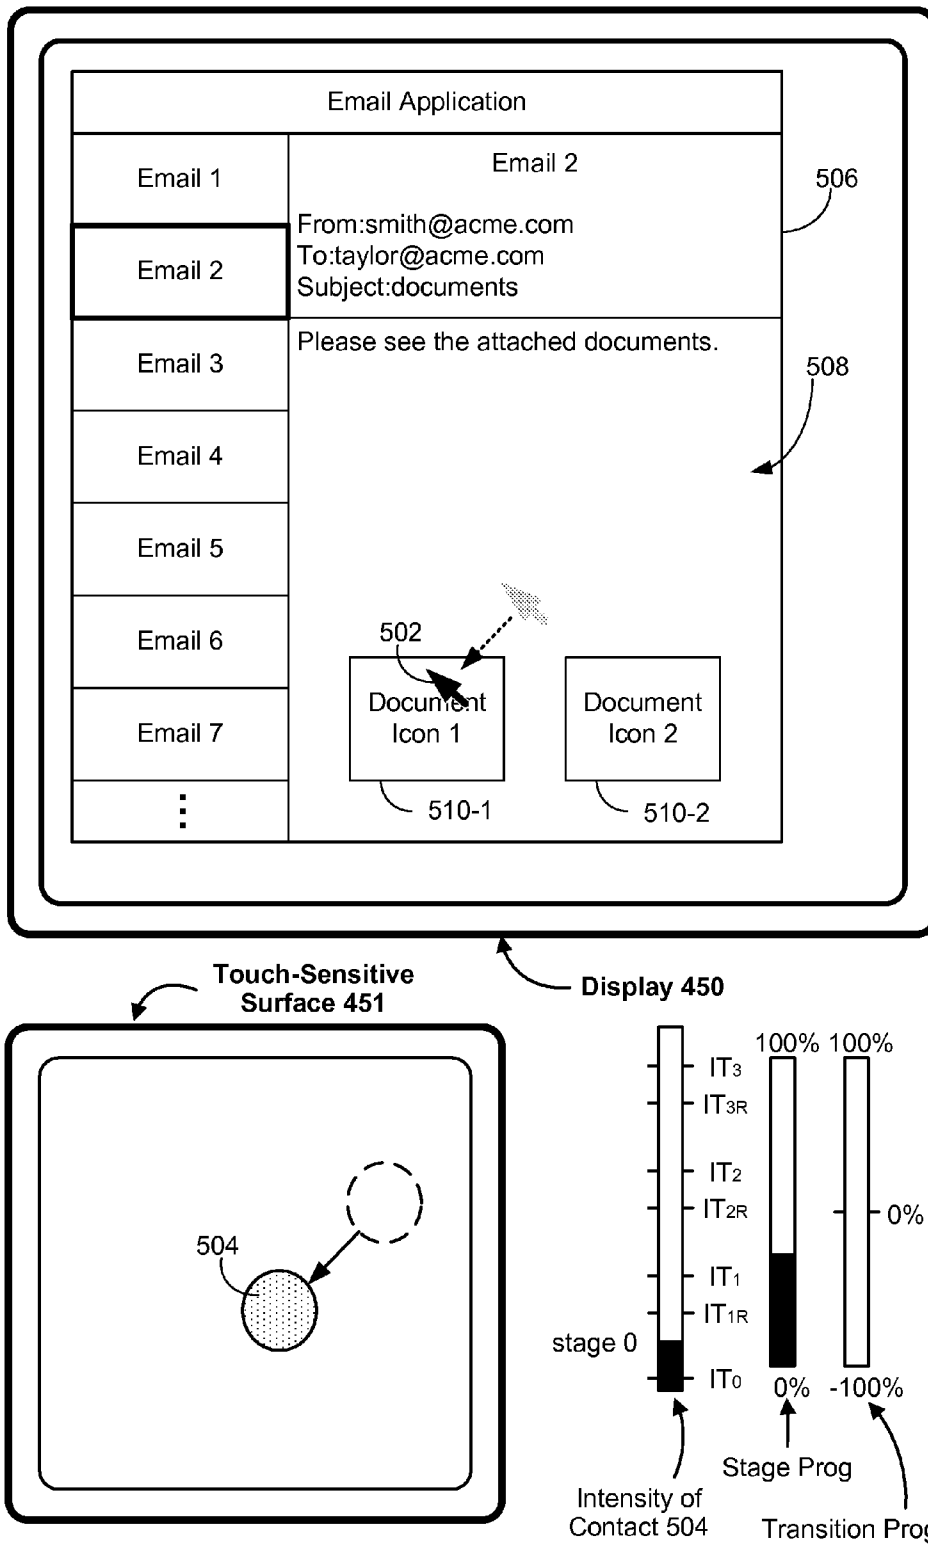 Email Application
Email 1
Email 2
Email 3
Email 4
Email 5
Email 6
Email 7
Email 2
From:smith@acme.com
To:taylor@acme.com
Subject:documents
Please see the attached documents.
506
508
502
Document
Icon 1
Document
Icon 2
510-1
510-2
Touch-Sensitive
Surface 451
Display 450
504
stage 0
IT3
IT3R
IT2
IT2R
IT1
IT1R
IT0
100%
0%
100%
0%
-100%
Intensity of
Contact 504
Stage Prog
Transition Prog